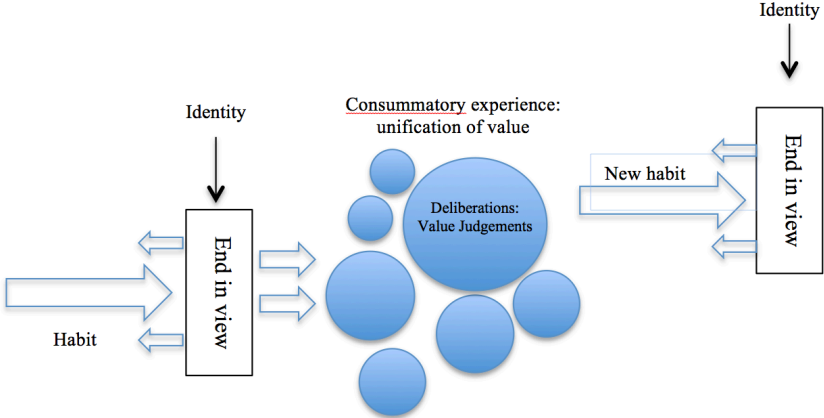 Identity
Identity
Consummatory experience:
unification of value
End in view
New habit
Deliberations:
Value Judgements
End in view
Habit